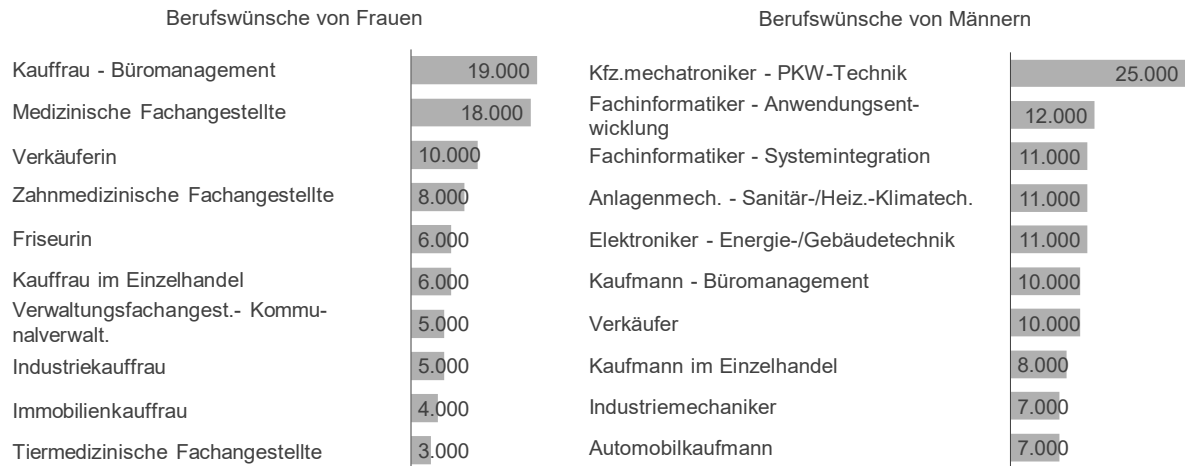 Berufswünsche von Frauen
Kauffrau - Büromanagement 19.000
Medizinische Fachangestellte 18.000
Verkäuferin 10.000
Zahnmedizinische Fachangestellte 8.000
Friseurin 6.000
Kauffrau im Einzelhandel 6.000
Verwaltungsfachangest.- Kommu-
nalverwalt. 5.000
Industriekauffrau 5.000
Immobilienkauffrau 4.000
Tiermedizinische Fachangestellte 3.000
Berufswünsche von Männern
Kfz.mechatroniker - PKW-Technik 25.000
Fachinformatiker - Anwendungsent-
wicklung 12.000
Fachinformatiker - Systemintegration 11.000
Anlagenmech. - Sanitär-/Heiz.-Klimatech. 11.000
Elektroniker - Energie-/Gebäudetechnik 11.000
Kaufmann - Büromanagement 10.000
Verkäufer 10.000
Kaufmann im Einzelhandel 8.000
Industriemechaniker 7.000
Automobilkaufmann 7.000